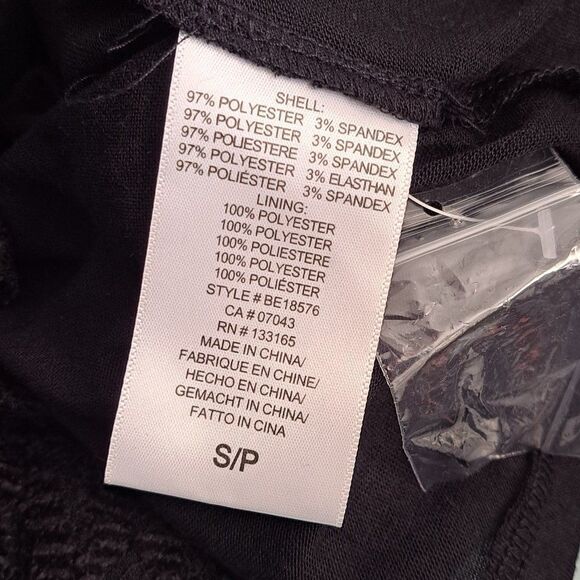 SHELL:
97% POLYESTER 3% SPANDEX
97% POLYESTER 3% SPANDEX
97% POLIESTERE 3% SPANDEX
97% POLYESTER 3% ELASTHAN
97% POLIÉSTER 3% SPANDEX
LINING:
100% POLYESTER
100% POLYESTER
100% POLIESTERE
100% POLYESTER
100% POLIÉSTER
STYLE # BE18576
CA # 07043
RN # 133165
MADE IN CHINA/
FABRIQUE EN CHINE/
HECHO EN CHINA/
GEMACHT IN CHINA/
FATTO IN CINA
S/P